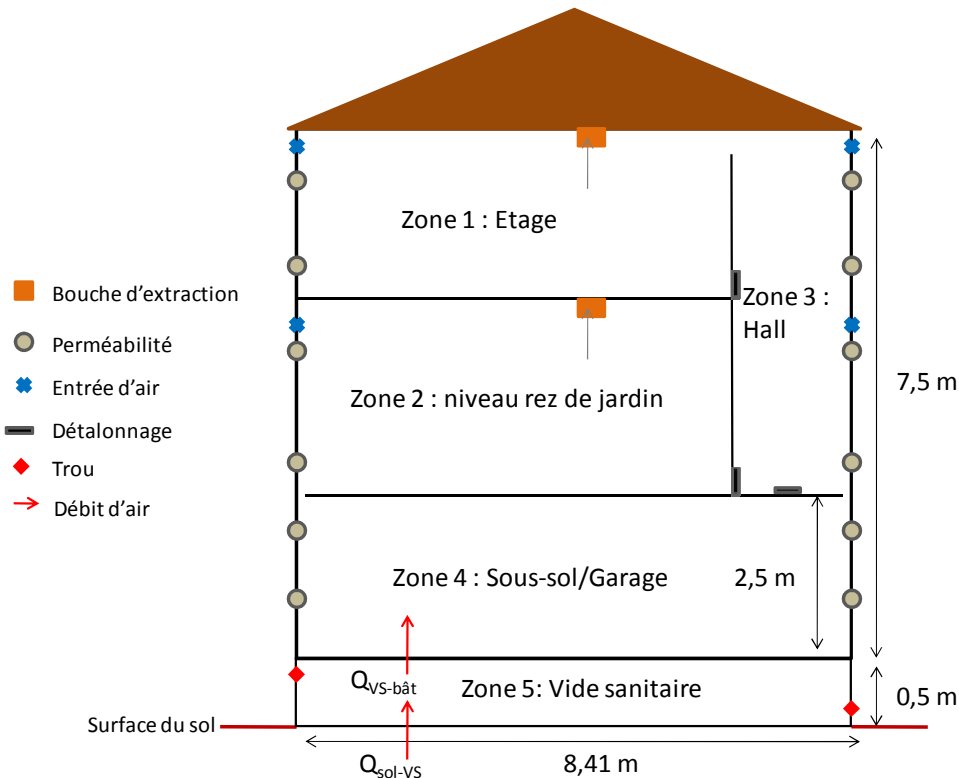 Zone 1 : Etage
Bouche d'extraction
Perméabilité
Entrée d'air
Détalonnage
Trou
Débit d'air
Zone 3 :
Hall
7,5 m
Zone 2 : niveau rez de jardin
Zone 4 : Sous-sol/Garage
2,5 m
QVS-bât
Zone 5: Vide sanitaire
0,5 m
Surface du sol
Qsol-VS
8,41 m